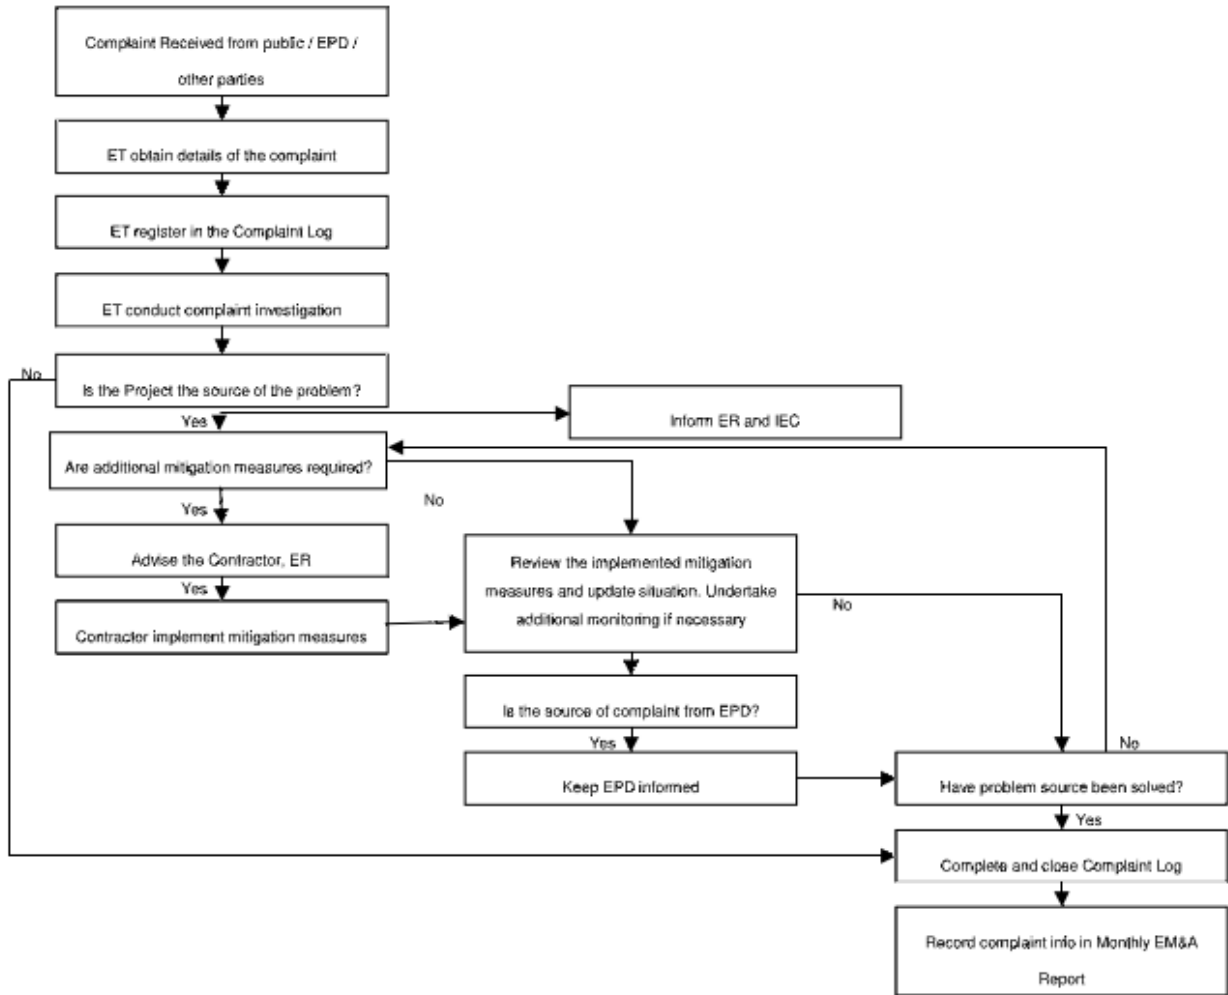 Complaint Received from public / EPD /
other parties
ET obtain details of the complaint
ET register in the Complaint Log
ET conduct complaint investigation
No
Is the Project the source of the problem?
Yes
Inform ER and IEC
Are additional mitigation measures required?
No
Yes
Advise the Contractor, ER
Review the implemented mitigation
measures and update situation. Undertake
additional monitoring if necessary
No
Yes
Contractor implement mitigation measures
Is the source of complaint from EPD?
Yes
No
Keep EPD informed
Have problem source been solved?
Yes
Complete and close Complaint Log
Record complaint info in Monthly EM&A
Report